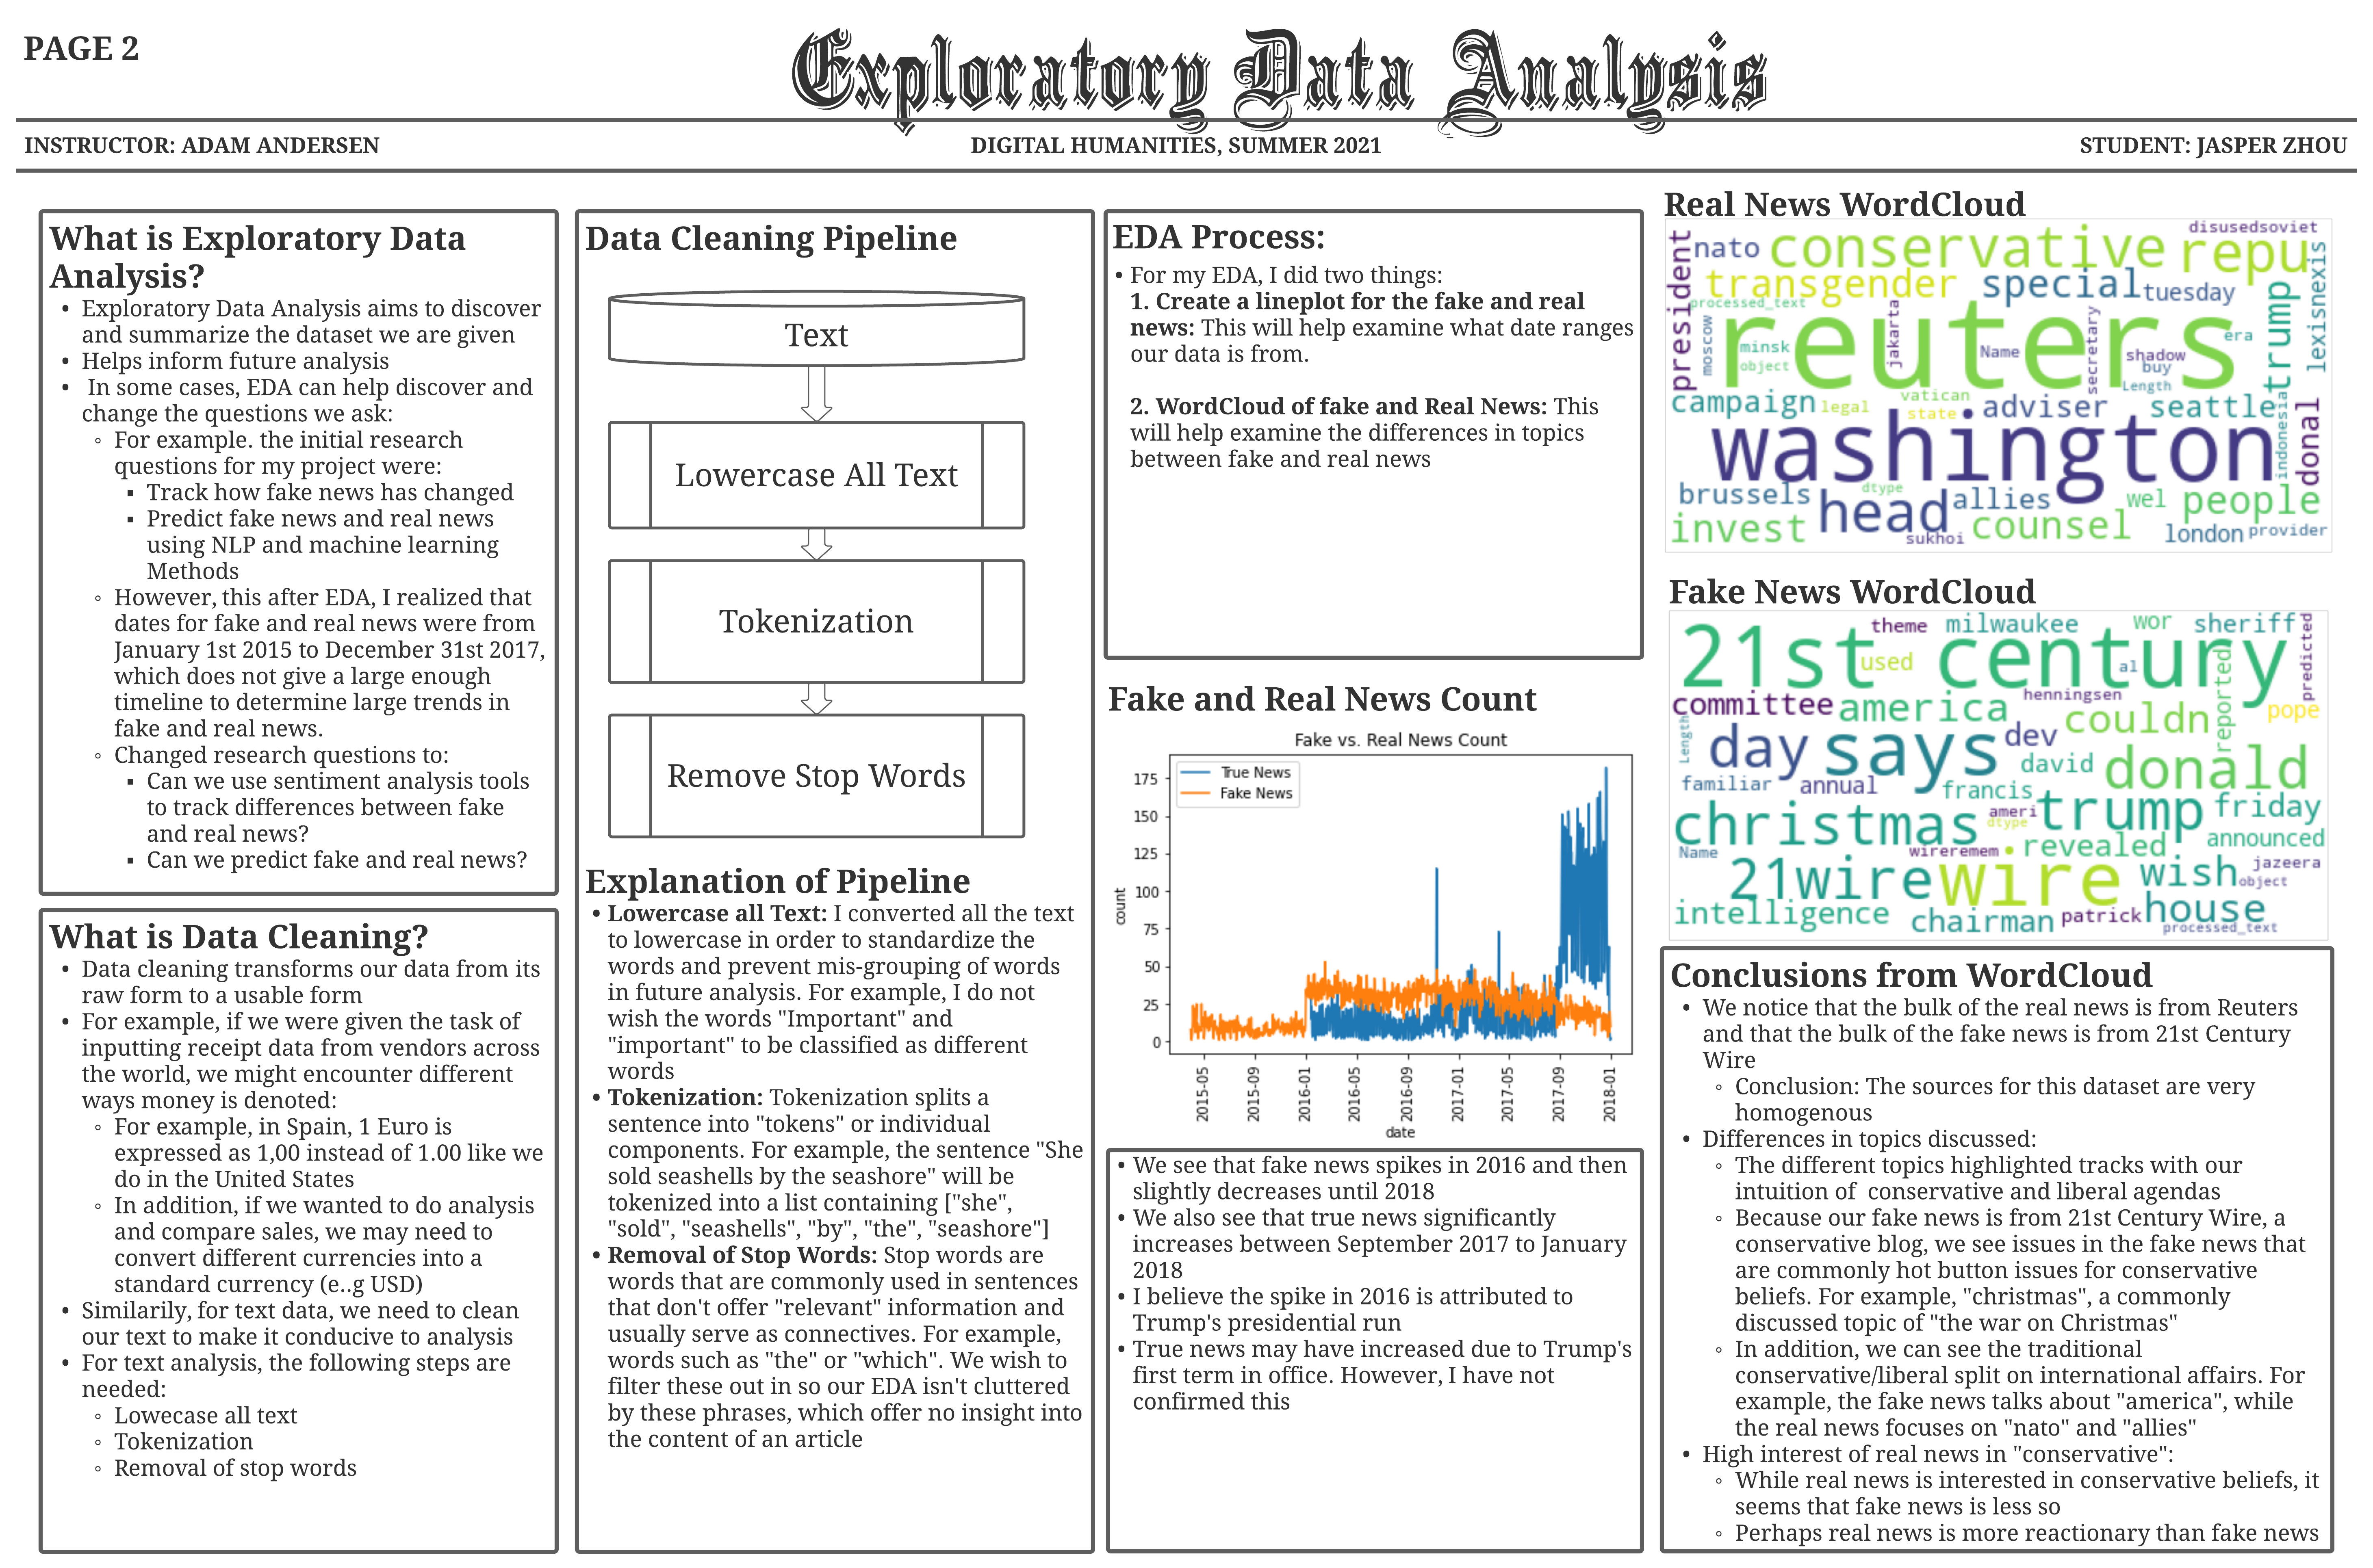 PAGE 2
Exploratory Data Analysis
INSTRUCTOR: ADAM ANDERSEN
DIGITAL HUMANITIES, SUMMER 2021
STUDENT: JASPER ZHOU
What is Exploratory Data
Analysis?
• Exploratory Data Analysis aims to discover
and summarize the dataset we are given
• Helps inform future analysis
• In some cases, EDA can help discover and
change the questions we ask:
◦ For example. the initial research
questions for my project were:
▪ Track how fake news has changed
▪ Predict fake news and real news
using NLP and machine learning
Methods
◦ However, this after EDA, I realized that
dates for fake and real news were from
January 1st 2015 to December 31st 2017,
which does not give a large enough
timeline to determine large trends in
fake and real news.
◦ Changed research questions to:
▪ Can we use sentiment analysis tools
to track differences between fake
and real news?
▪ Can we predict fake and real news?
What is Data Cleaning?
• Data cleaning transforms our data from its
raw form to a usable form
• For example, if we were given the task of
inputting receipt data from vendors across
the world, we might encounter different
ways money is denoted:
◦ For example, in Spain, 1 Euro is
expressed as 1,00 instead of 1.00 like we
do in the United States
◦ In addition, if we wanted to do analysis
and compare sales, we may need to
convert different currencies into a
standard currency (e..g USD)
• Similarily, for text data, we need to clean
our text to make it conducive to analysis
• For text analysis, the following steps are
needed:
◦ Lowecase all text
◦ Tokenization
◦ Removal of stop words
Data Cleaning Pipeline
Text
Lowercase All Text
Tokenization
Remove Stop Words
Explanation of Pipeline
• Lowercase all Text: I converted all the text
to lowercase in order to standardize the
words and prevent mis-grouping of words
in future analysis. For example, I do not
wish the words "Important" and
"important" to be classified as different
words
• Tokenization: Tokenization splits a
sentence into "tokens" or individual
components. For example, the sentence "She
sold seashells by the seashore" will be
tokenized into a list containing ["she",
"sold", "seashells", "by", "the", "seashore"]
• Removal of Stop Words: Stop words are
words that are commonly used in sentences
that don't offer "relevant" information and
usually serve as connectives. For example,
words such as "the" or "which". We wish to
filter these out in so our EDA isn't cluttered
by these phrases, which offer no insight into
the content of an article
EDA Process:
• For my EDA, I did two things:
1. Create a lineplot for the fake and real
news: This will help examine what date ranges
our data is from.
2. WordCloud of fake and Real News: This
will help examine the differences in topics
between fake and real news
Fake and Real News Count
Fake vs. Real News Count
True News
Fake News
175
150
125
100
75
50
25
0
count
2015-05
2015-09
2016-01
2016-05
2016-09
2017-01
2017-05
2017-09
2018-01
date
• We see that fake news spikes in 2016 and then
slightly decreases until 2018
• We also see that true news significantly
increases between September 2017 to January
2018
• I believe the spike in 2016 is attributed to
Trump's presidential run
• True news may have increased due to Trump's
first term in office. However, I have not
confirmed this
Real News WordCloud
disusedsoviet
president
nato
conservative
repu
lexisnexis
transgender
special
tuesday
trump
processed_text
moscow
reuters
jakarta
secretary
era
minsk
object
Name
shadow
buy
Length
campaign
legal
vatican
state
adviser
seattle
indonesia
donal
washington
brussels
dtype
head
allies
wel
people
invest
sukhoi
counsel
london
provider
Fake News WordCloud
21st century
theme
milwaukee
wor
sheriff
predicted
used
al
reported
committee
america
henningsen
couldn
pope
Length
day
says
dev
david
donald
familiar
annual
francis
christmas
ameri
dtype
trump
friday
announced
Name
wireremem
revealed
jazeera
21wire
wire
wish
object
intelligence
chairman
patrick
house
processed_text
Conclusions from WordCloud
• We notice that the bulk of the real news is from Reuters
and that the bulk of the fake news is from 21st Century
Wire
◦ Conclusion: The sources for this dataset are very
homogenous
• Differences in topics discussed:
◦ The different topics highlighted tracks with our
intuition of conservative and liberal agendas
◦ Because our fake news is from 21st Century Wire, a
conservative blog, we see issues in the fake news that
are commonly hot button issues for conservative
beliefs. For example, "christmas", a commonly
discussed topic of "the war on Christmas"
◦ In addition, we can see the traditional
conservative/liberal split on international affairs. For
example, the fake news talks about "america", while
the real news focuses on "nato" and "allies"
• High interest of real news in "conservative":
◦ While real news is interested in conservative beliefs, it
seems that fake news is less so
◦ Perhaps real news is more reactionary than fake news